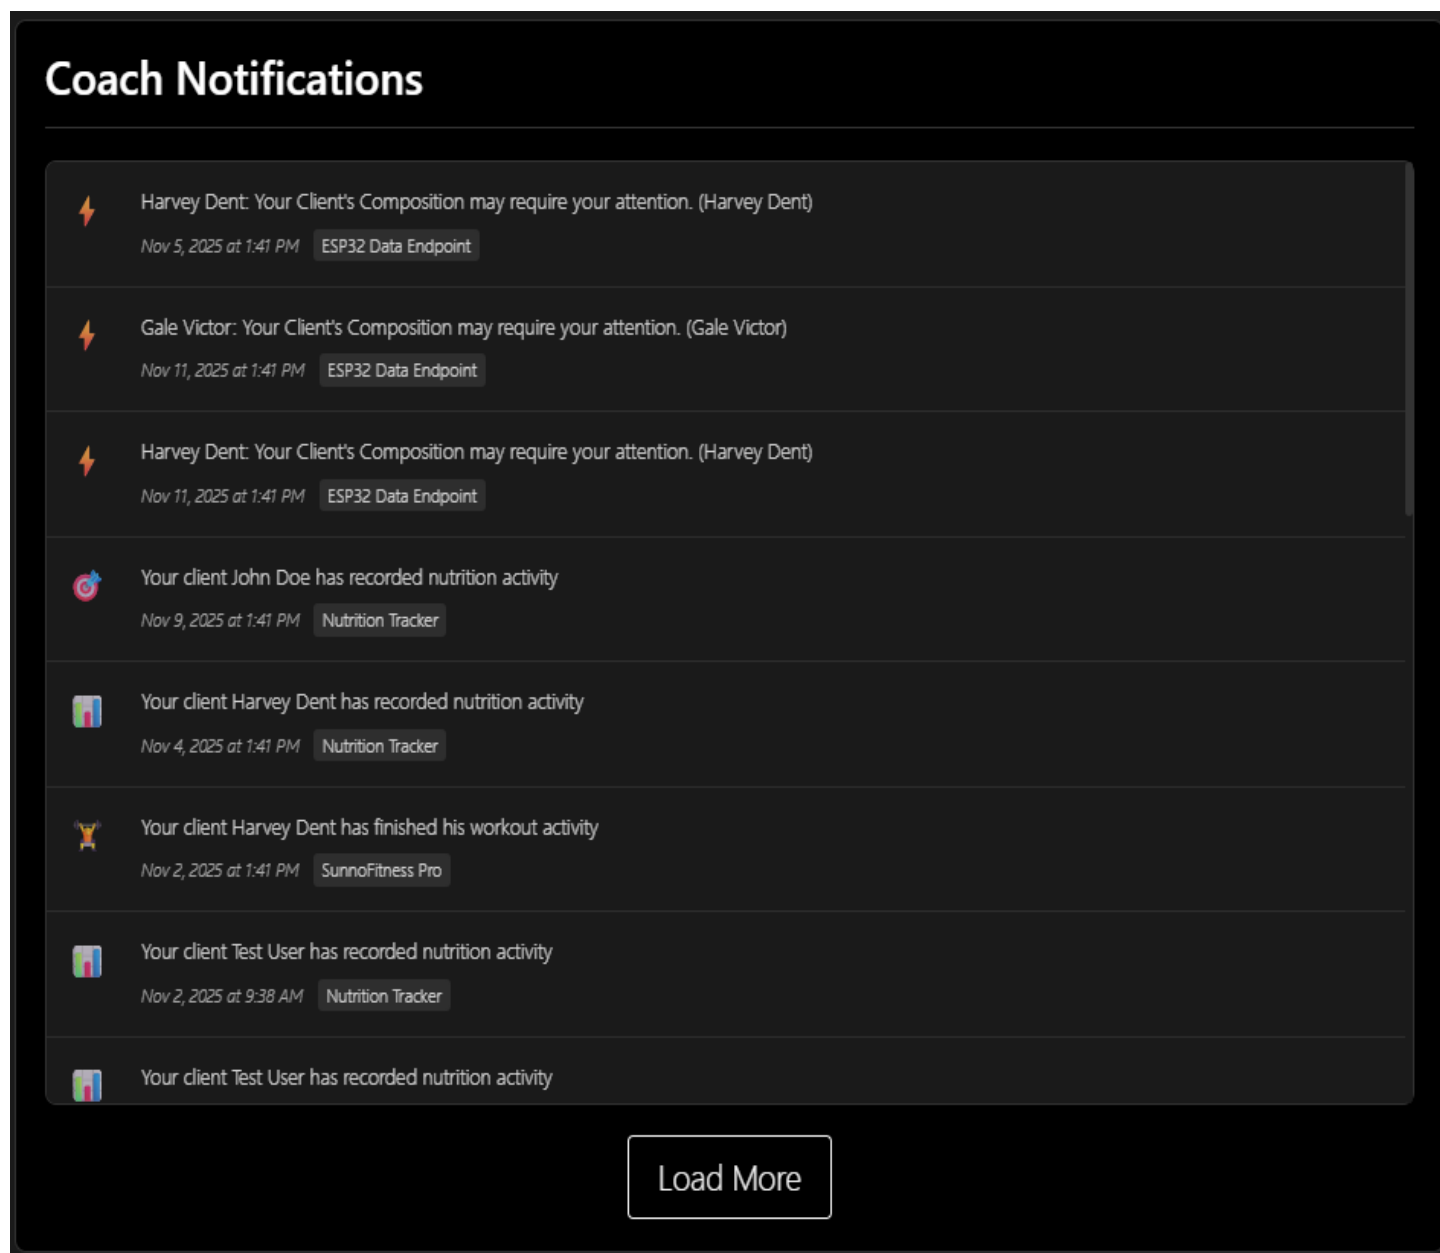 Coach Notifications
Harvey Dent: Your Client's Composition may require your attention. (Harvey Dent)
Nov 5, 2025 at 1:41 PM ESP32 Data Endpoint
Gale Victor: Your Client's Composition may require your attention. (Gale Victor)
Nov 11, 2025 at 1:41 PM ESP32 Data Endpoint
Harvey Dent: Your Client's Composition may require your attention. (Harvey Dent)
Nov 11, 2025 at 1:41 PM ESP32 Data Endpoint
Your client John Doe has recorded nutrition activity
Nov 9, 2025 at 1:41 PM Nutrition Tracker
Your client Harvey Dent has recorded nutrition activity
Nov 4, 2025 at 1:41 PM Nutrition Tracker
Your client Harvey Dent has finished his workout activity
Nov 2, 2025 at 1:41 PM SunnoFitness Pro
Your client Test User has recorded nutrition activity
Nov 2, 2025 at 9:38 AM Nutrition Tracker
Your client Test User has recorded nutrition activity
Load More